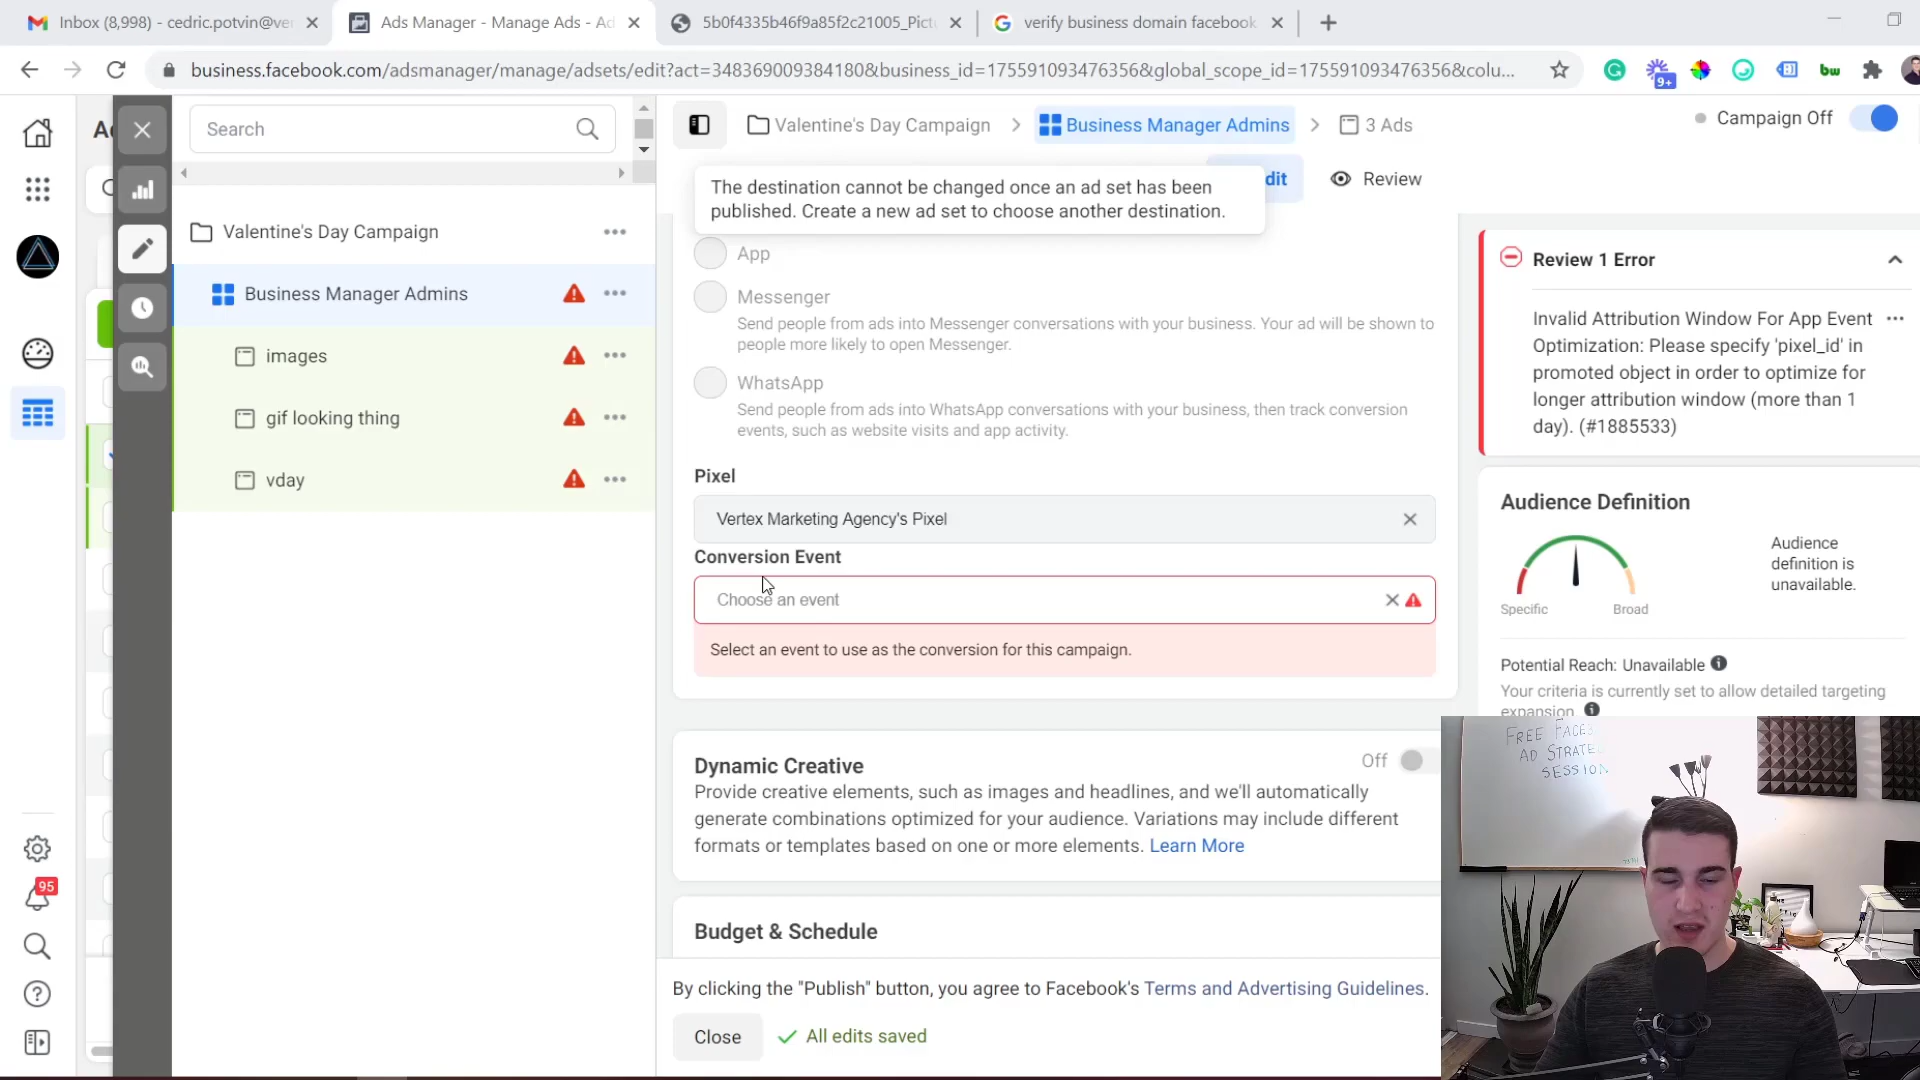 Inbox (8,998) - cedric.potvin@ve
Ads Manager - Manage Ads - Ad
5b0f4335b46f9a85f2c21005_Pict
verify business domain facebook
business.facebook.com/adsmanager/manage/adsets/edit?act=348369009384180&business_id=175591093476356&global_scope_id=175591093476356&colu...
9+
bw
Search
Valentine's Day Campaign
Business Manager Admins
3 Ads
Campaign Off
The destination cannot be changed once an ad set has been
published. Create a new ad set to choose another destination.
dit
Review
Valentine's Day Campaign
Business Manager Admins
images
gif looking thing
vday
App
Messenger
Send people from ads into Messenger conversations with your business. Your ad will be shown to
people more likely to open Messenger.
WhatsApp
Send people from ads into WhatsApp conversations with your business, then track conversion
events, such as website visits and app activity.
Pixel
Vertex Marketing Agency's Pixel
Conversion Event
Choose an event
Select an event to use as the conversion for this campaign.
Dynamic Creative
Off
Provide creative elements, such as images and headlines, and we'll automatically
generate combinations optimized for your audience. Variations may include different
formats or templates based on one or more elements. Learn More
Budget & Schedule
By clicking the "Publish" button, you agree to Facebook's Terms and Advertising Guidelines.
Close
All edits saved
Review 1 Error
Invalid Attribution Window For App Event
Optimization: Please specify 'pixel_id' in
promoted object in order to optimize for
longer attribution window (more than 1
day). (#1885533)
Audience Definition
Audience
definition is
unavailable.
Specific
Broad
Potential Reach: Unavailable
Your criteria is currently set to allow detailed targeting
expansion.
95
FREE FACE
AD STRATE
SESSION